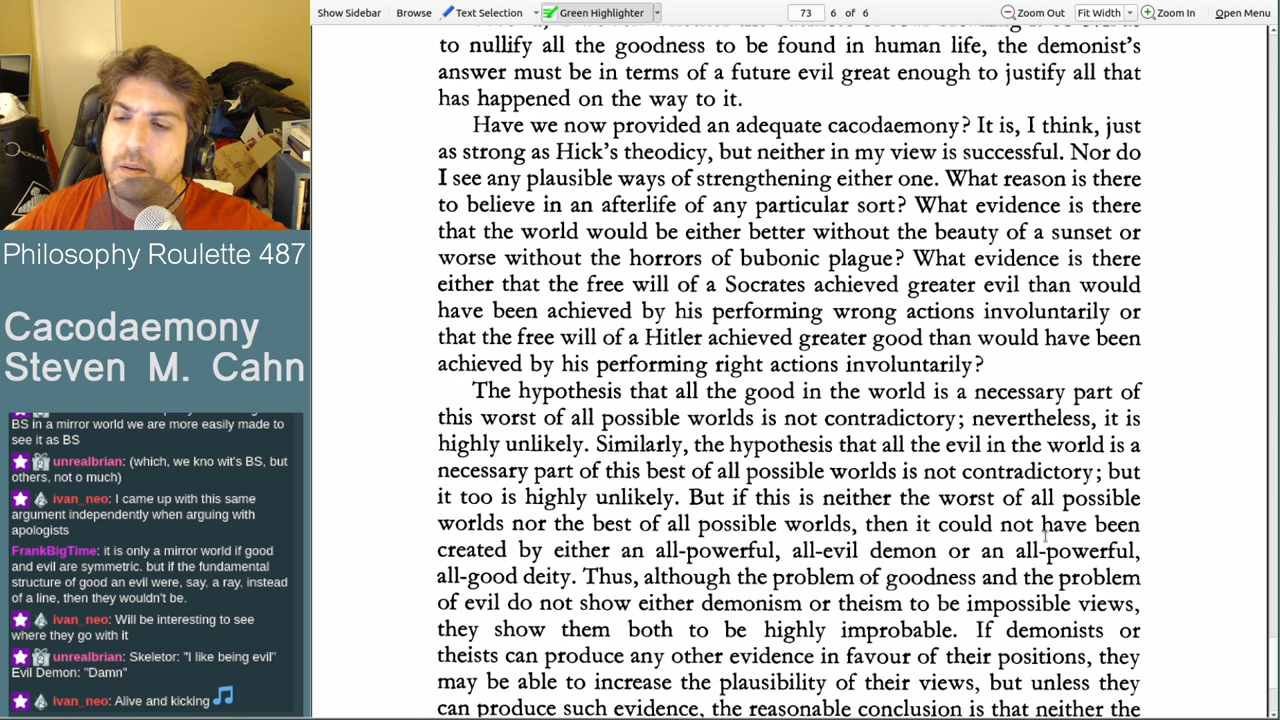 Show Sidebar Browse Text Selection Green Highlighter 73 6 of 6 Zoom Out Fit Width Zoom In Open Menu
to nullify all the goodness to be found in human life, the demonist's
answer must be in terms of a future evil great enough to justify all that
has happened on the way to it.
Have we now provided an adequate cacodaemony? It is, I think, just
as strong as Hick's theodicy, but neither in my view is successful. Nor do
I see any plausible ways of strengthening either one. What reason is there
to believe in an afterlife of any particular sort? What evidence is there
that the world would be either better without the beauty of a sunset or
worse without the horrors of bubonic plague? What evidence is there
either that the free will of a Socrates achieved greater evil than would
have been achieved by his performing wrong actions involuntarily or
that the free will of a Hitler achieved greater good than would have been
achieved by his performing right actions involuntarily?
The hypothesis that all the good in the world is a necessary part of
this worst of all possible worlds is not contradictory; nevertheless, it is
highly unlikely. Similarly, the hypothesis that all the evil in the world is a
necessary part of this best of all possible worlds is not contradictory; but
it too is highly unlikely. But if this is neither the worst of all possible
worlds nor the best of all possible worlds, then it could not have been
created by either an all-powerful, all-evil demon or an all-powerful,
all-good deity. Thus, although the problem of goodness and the problem
of evil do not show either demonism or theism to be impossible views,
they show them both to be highly improbable. If demonists or
theists can produce any other evidence in favour of their positions, they
may be able to increase the plausibility of their views, but unless they
can produce such evidence, the reasonable conclusion is that neither the
Philosophy Roulette 487
Cacodaemony
Steven M. Cahn
BS in a mirror world we are more easily made to
see it as BS
unrealbrian: (which, we kno wit's BS, but
others, not o much)
ivan_neo: I came up with this same
argument independently when arguing with
apologists
FrankBigTime: it is only a mirror world if good
and evil are symmetric. but if the fundamental
structure of good an evil were, say, a ray, instead
of a line, then they wouldn't be.
ivan_neo: Will be interesting to see
where they go with it
unrealbrian: Skeletor: "I like being evil"
Evil Demon: "Damn"
ivan_neo: Alive and kicking